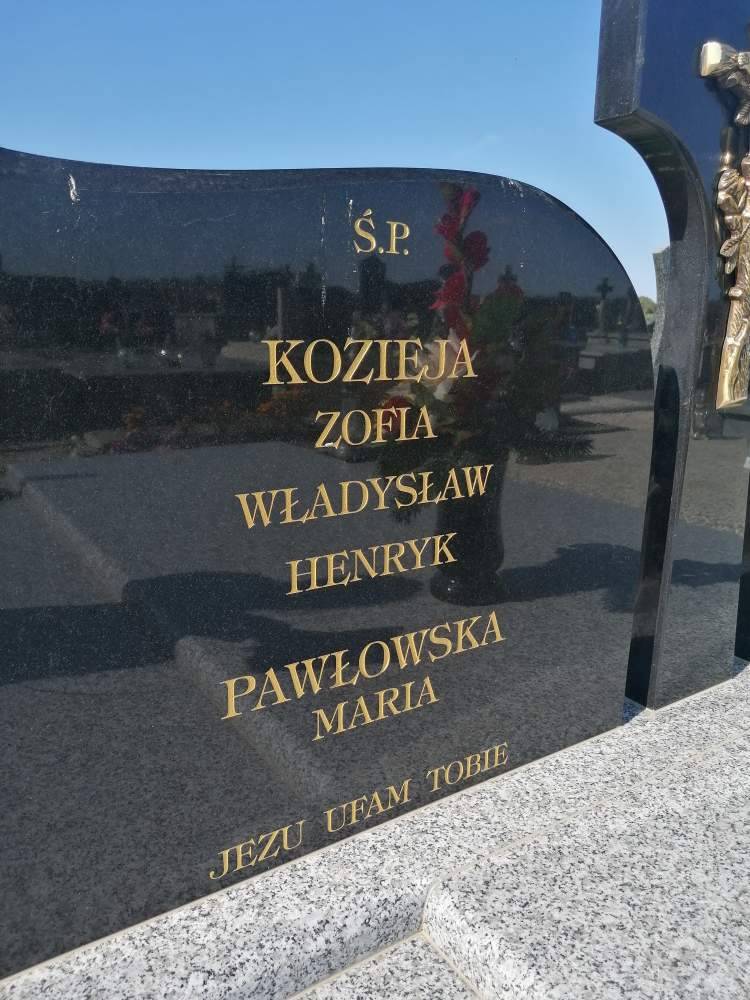 Ś.P.
KOZIEJA
ZOFIA
WŁADYSŁAW
HENRYK
PAWŁOWSKA
MARIA
JEZU UFAM TOBIE